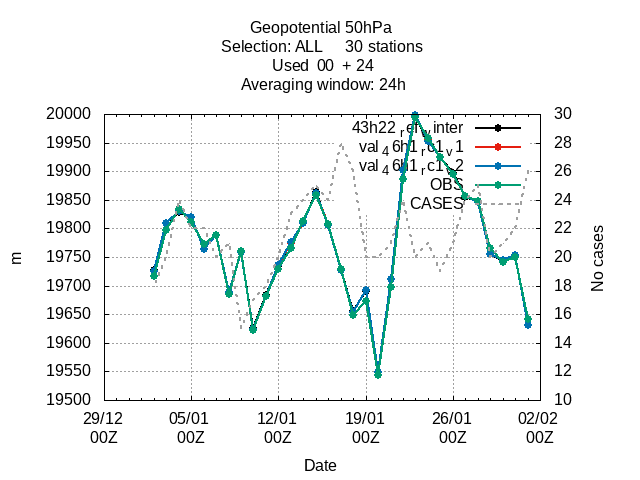 Geopotential 50hPa
Selection: ALL     30 stations
Used  00  + 24
Averaging window: 24h
20000
19950
19900
19850
19800
19750
19700
19650
19600
19550
19500
30
28
26
24
22
20
18
16
14
12
10
43h22_ref_winter
val_46h1_rc1_v1
val_46h1_rc1_v2
OBS
CASES
m
No cases
29/12 00Z
05/01 00Z
12/01 00Z
19/01 00Z
26/01 00Z
02/02 00Z
Date